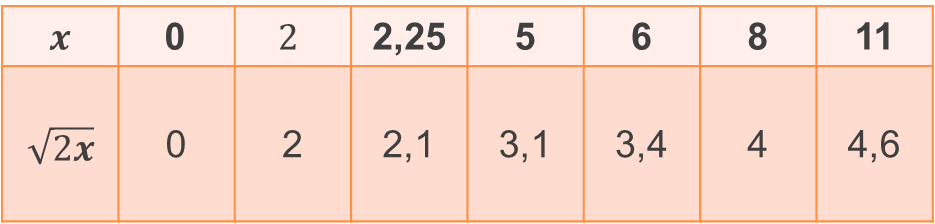 x 0 2 2,25 5 6 8 11
√2x 0 2 2,1 3,1 3,4 4 4,6